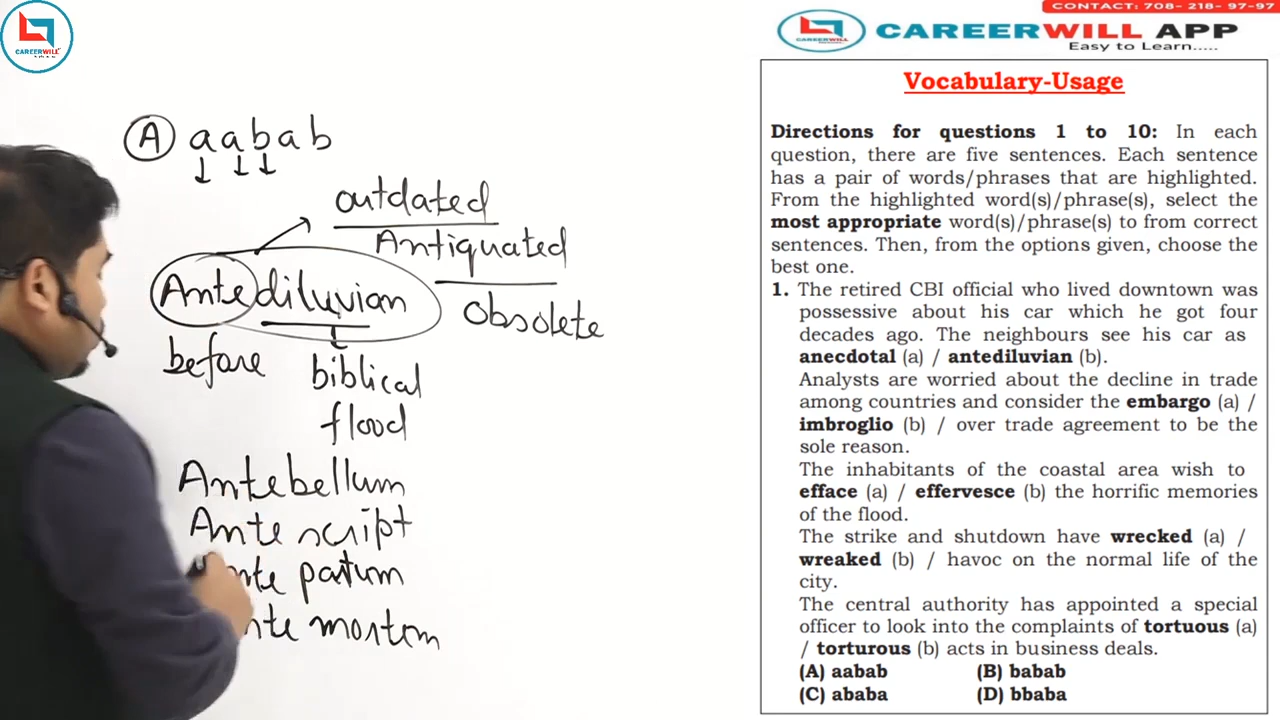 CONTACT: 708- 218- 97-97
CAREERWILL
CAREERWILL APP
Easy to Learn.....
Vocabulary-Usage
Directions for questions 1 to 10: In each
question, there are five sentences. Each sentence
has a pair of words/phrases that are highlighted.
From the highlighted word(s)/phrase(s), select the
most appropriate word(s)/phrase(s) to from correct
sentences. Then, from the options given, choose the
best one.
1. The retired CBI official who lived downtown was
possessive about his car which he got four
decades ago. The neighbours see his car as
anecdotal (a) / antediluvian (b).
Analysts are worried about the decline in trade
among countries and consider the embargo (a) /
imbroglio (b) / over trade agreement to be the
sole reason.
The inhabitants of the coastal area wish to
efface (a) / effervesce (b) the horrific memories
of the flood.
The strike and shutdown have wrecked (a) /
wreaked (b) / havoc on the normal life of the
city.
The central authority has appointed a special
officer to look into the complaints of tortuous (a)
/ torturous (b) acts in business deals.
(A) aabab (B) babab
(C) ababa (D) bbaba
CAREERWILL
A aabab
outdated
Antiquated
Antediluvian
obsolete
before
biblical
flood
Antebellum
Ante script
partum
mortom